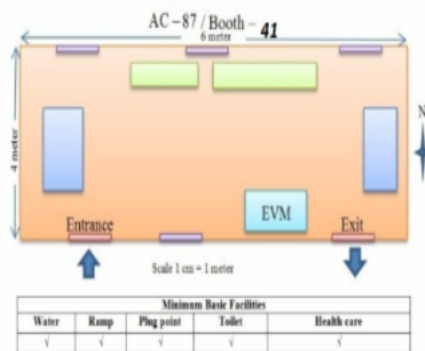 AC – 87 / Booth – 41
6 meter
4 meter
N
Entrance
EVM
Exit
Scale 1 cm = 1 meter
Minimum Basic Facilities
Water Ramp Plug point Toilet Health care
√ √ √ √ √